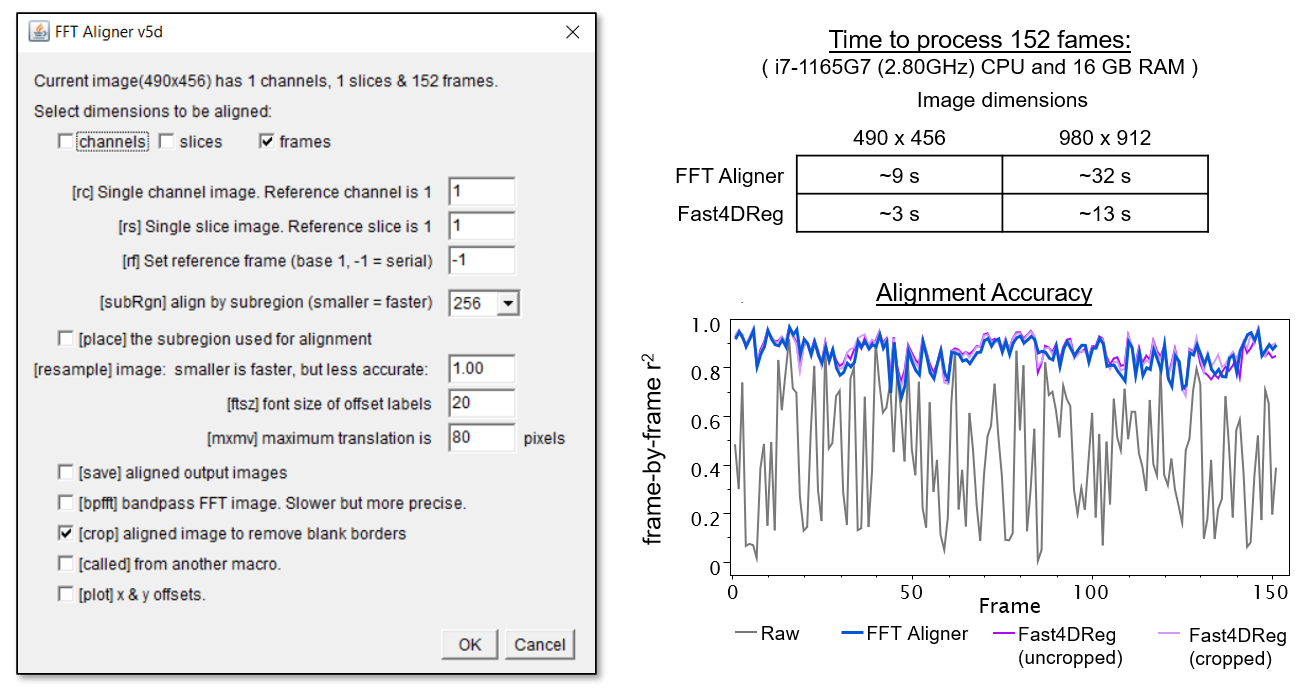 FFT Aligner v5d
Current image(490x456) has 1 channels, 1 slices & 152 frames.
Select dimensions to be aligned:
channels slices frames
[rc] Single channel image. Reference channel is 1 1
[rs] Single slice image. Reference slice is 1 1
[rf] Set reference frame (base 1, -1 = serial) -1
[subRgn] align by subregion (smaller = faster) 256
[place] the subregion used for alignment
[resample] image: smaller is faster, but less accurate: 1.00
[ftsz] font size of offset labels 20
[mxmv] maximum translation is 80 pixels
[save] aligned output images
[bpfft] bandpass FFT image. Slower but more precise.
[crop] aligned image to remove blank borders
[called] from another macro.
[plot] x & y offsets.
OK Cancel
Time to process 152 fames:
( i7-1165G7 (2.80GHz) CPU and 16 GB RAM )
Image dimensions
490 x 456 980 x 912
FFT Aligner ~9 s ~32 s
Fast4DReg ~3 s ~13 s
Alignment Accuracy
frame-by-frame r²
1.0
0.8
0.6
0.4
0.2
0
0 50 100 150
Frame
Raw FFT Aligner Fast4DReg (uncropped) Fast4DReg (cropped)